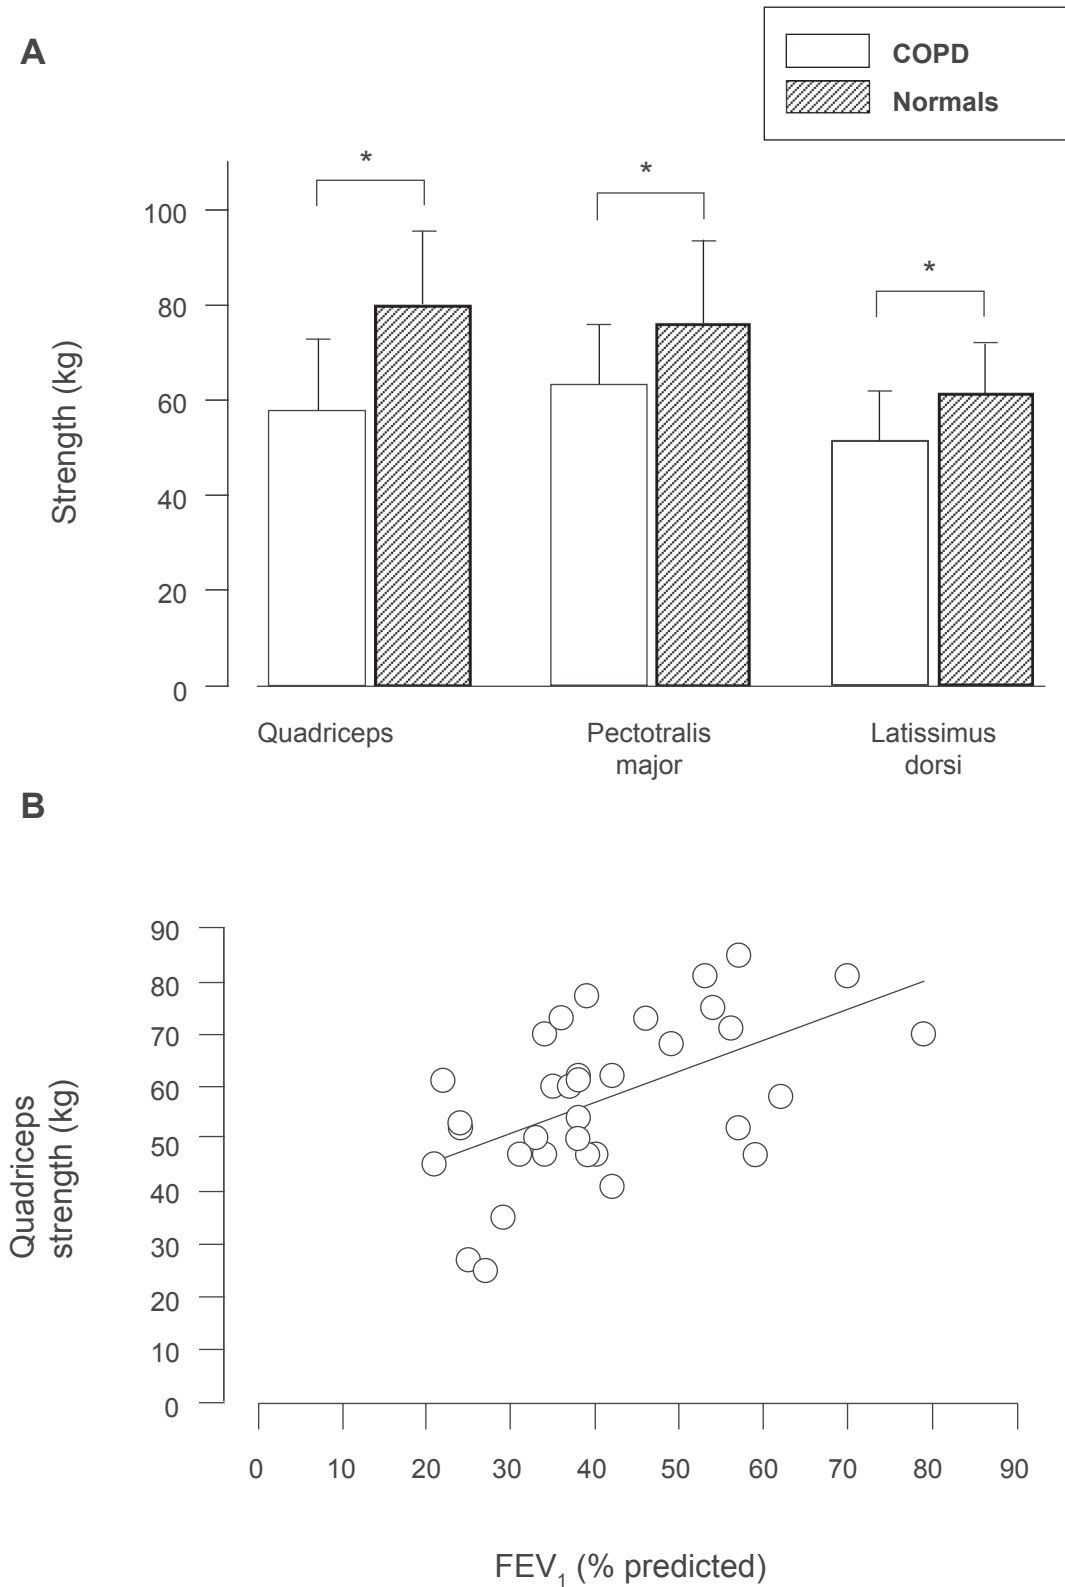 A
COPD
Normals
*
*
*
100
80
60
40
20
0
Strength (kg)
Quadriceps
Pectotralis
major
Latissimus
dorsi
B
90
80
70
60
50
40
30
20
10
0
Quadriceps
strength (kg)
0 10 20 30 40 50 60 70 80 90
FEV1 (% predicted)